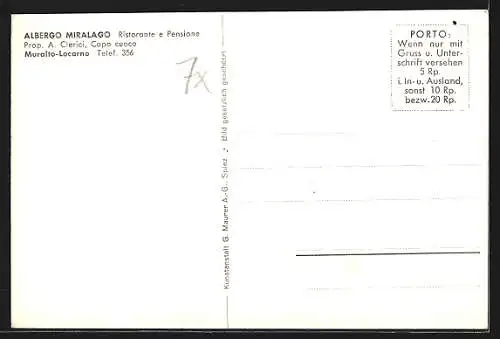 ALBERGO MIRALAGO Ristorante e Pensione
Prop. A. Clerici, Capo cuoco
Muralto-Locarno Telef. 356
7x
Kunstanstalt G. Maurer A.-G., Spiez - Bild gesetzlich geschützt
PORTO:
Wenn nur mit
Gruss u. Unter-
schrift versehen
5 Rp.
i. In- u. Ausland,
sonst 10 Rp.
bezw. 20 Rp.